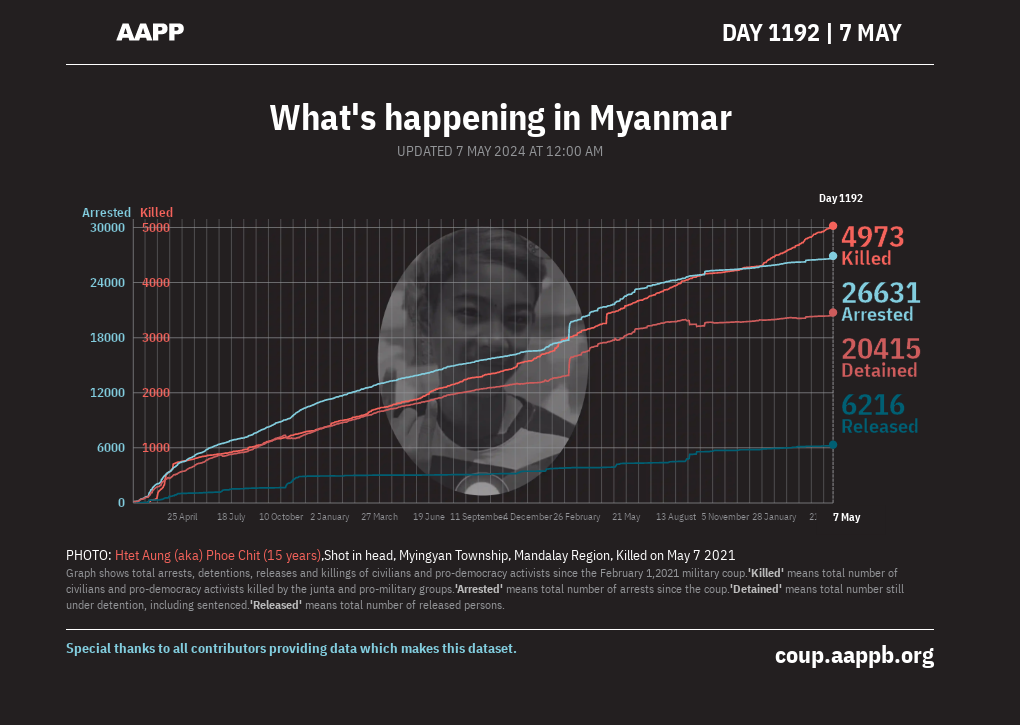 AAPP
DAY 1192 | 7 MAY
What's happening in Myanmar
UPDATED 7 MAY 2024 AT 12:00 AM
Day 1192
Arrested Killed
30000 5000
24000 4000
18000 3000
12000 2000
6000 1000
0
4973
Killed
26631
Arrested
20415
Detained
6216
Released
25 April 18 July 10 October 2 January 27 March 19 June 11 September 4 December 26 February 21 May 13 August 5 November 28 January 7 May
PHOTO: Htet Aung (aka) Phoe Chit (15 years),Shot in head, Myingyan Township, Mandalay Region, Killed on May 7 2021
Graph shows total arrests, detentions, releases and killings of civilians and pro-democracy activists since the February 1,2021 military coup.'Killed' means total number of
civilians and pro-democracy activists killed by the junta and pro-military groups.'Arrested' means total number of arrests since the coup.'Detained' means total number still
under detention, including sentenced.'Released' means total number of released persons.
Special thanks to all contributors providing data which makes this dataset.
coup.aappb.org